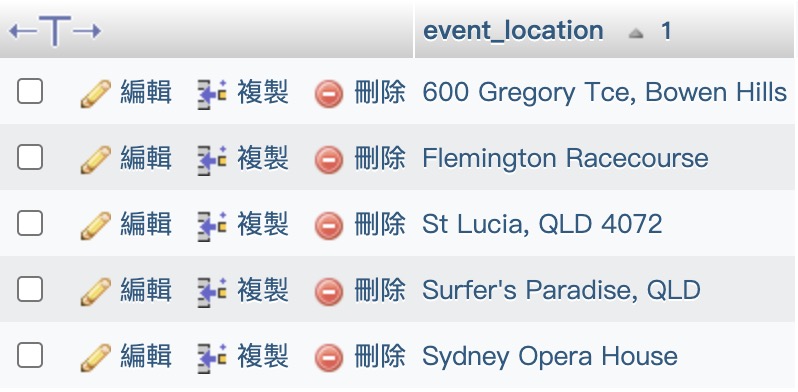 ←T→ event_location 1
編輯 複製 刪除 600 Gregory Tce, Bowen Hills
編輯 複製 刪除 Flemington Racecourse
編輯 複製 刪除 St Lucia, QLD 4072
編輯 複製 刪除 Surfer's Paradise, QLD
編輯 複製 刪除 Sydney Opera House